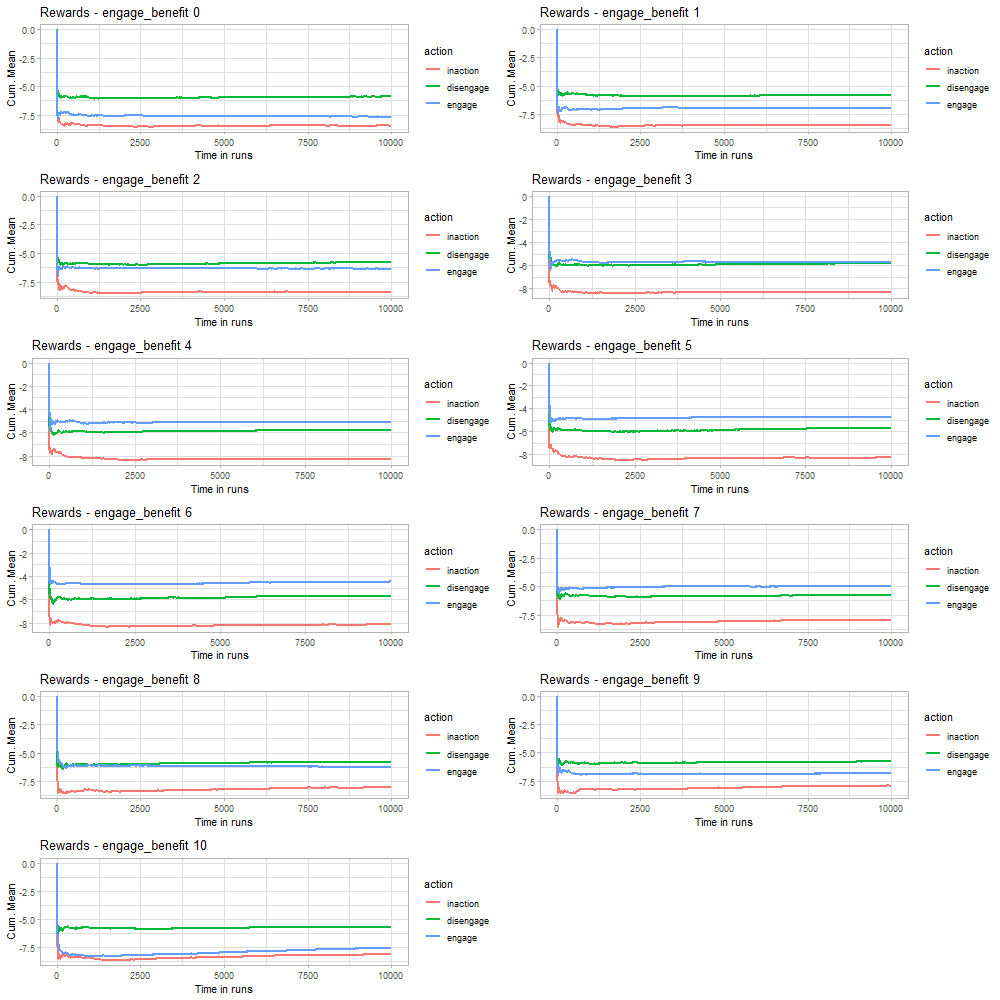 Rewards - engage_benefit 0
Cum. Mean
0.0
-2.5
-5.0
-7.5
0 2500 5000 7500 10000
Time in runs
action
inaction
disengage
engage
Rewards - engage_benefit 1
Cum. Mean
0.0
-2.5
-5.0
-7.5
0 2500 5000 7500 10000
Time in runs
action
inaction
disengage
engage
Rewards - engage_benefit 2
Cum. Mean
0.0
-2.5
-5.0
-7.5
0 2500 5000 7500 10000
Time in runs
action
inaction
disengage
engage
Rewards - engage_benefit 3
Cum. Mean
0
-2
-4
-6
-8
0 2500 5000 7500 10000
Time in runs
action
inaction
disengage
engage
Rewards - engage_benefit 4
Cum. Mean
0
-2
-4
-6
-8
0 2500 5000 7500 10000
Time in runs
action
inaction
disengage
engage
Rewards - engage_benefit 5
Cum. Mean
0
-2
-4
-6
-8
0 2500 5000 7500 10000
Time in runs
action
inaction
disengage
engage
Rewards - engage_benefit 6
Cum. Mean
0
-2
-4
-6
-8
0 2500 5000 7500 10000
Time in runs
action
inaction
disengage
engage
Rewards - engage_benefit 7
Cum. Mean
0.0
-2.5
-5.0
-7.5
0 2500 5000 7500 10000
Time in runs
action
inaction
disengage
engage
Rewards - engage_benefit 8
Cum. Mean
0.0
-2.5
-5.0
-7.5
0 2500 5000 7500 10000
Time in runs
action
inaction
disengage
engage
Rewards - engage_benefit 9
Cum. Mean
0.0
-2.5
-5.0
-7.5
0 2500 5000 7500 10000
Time in runs
action
inaction
disengage
engage
Rewards - engage_benefit 10
Cum. Mean
0.0
-2.5
-5.0
-7.5
0 2500 5000 7500 10000
Time in runs
action
inaction
disengage
engage